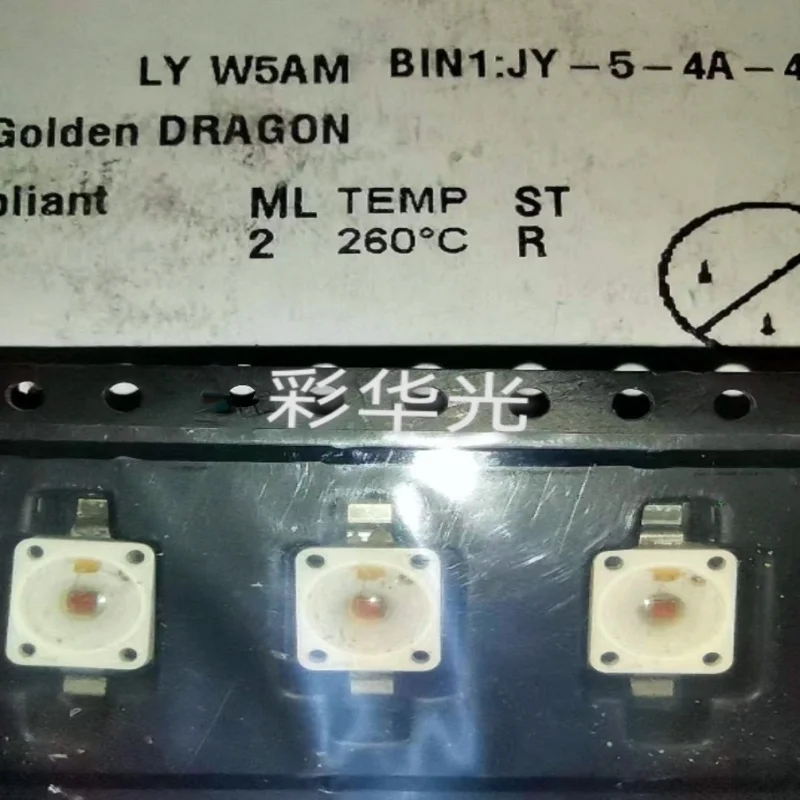 LY W5AM BIN1:JY-5-4A-4
Golden DRAGON
pliant ML TEMP ST
2 260°C R
彩华光